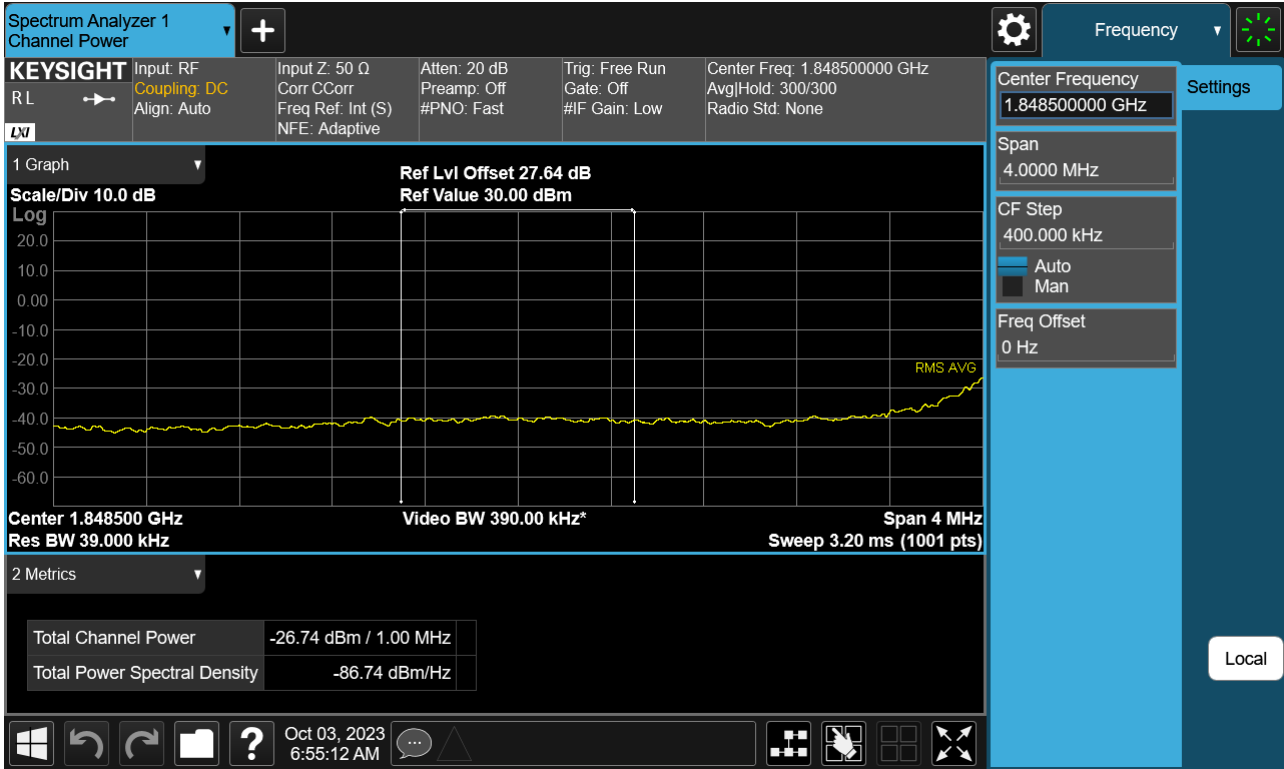 Spectrum Analyzer 1
Channel Power
Frequency
KEYSIGHT
R L
LXI
Input: RF
Coupling: DC
Align: Auto
Input Z: 50 Ω
Corr CCorr
Freq Ref: Int (S)
NFE: Adaptive
Atten: 20 dB
Preamp: Off
#PNO: Fast
Trig: Free Run
Gate: Off
#IF Gain: Low
Center Freq: 1.848500000 GHz
Avg|Hold: 300/300
Radio Std: None
Center Frequency
1.848500000 GHz
Settings
Span
4.0000 MHz
CF Step
400.000 kHz
Auto
Man
Freq Offset
0 Hz
1 Graph
Scale/Div 10.0 dB
Ref Lvl Offset 27.64 dB
Ref Value 30.00 dBm
Log
20.0
10.0
0.00
-10.0
-20.0
-30.0
-40.0
-50.0
-60.0
RMS AVG
Center 1.848500 GHz
Video BW 390.00 kHz*
Span 4 MHz
Res BW 39.000 kHz
Sweep 3.20 ms (1001 pts)
2 Metrics
Total Channel Power -26.74 dBm / 1.00 MHz
Total Power Spectral Density -86.74 dBm/Hz
Local
?
Oct 03, 2023
6:55:12 AM